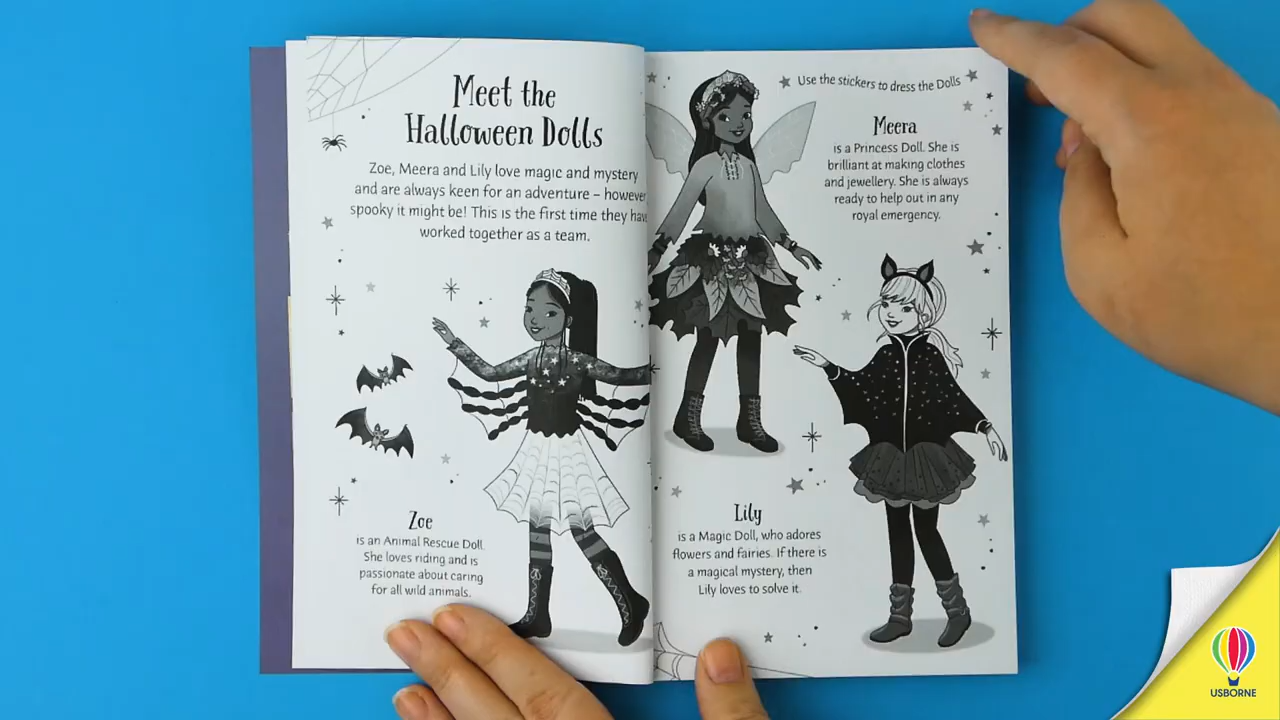 Meet the
Halloween Dolls
Zoe, Meera and Lily love magic and mystery
and are always keen for an adventure – however
spooky it might be! This is the first time they have
worked together as a team.
Zoe
is an Animal Rescue Doll.
She loves riding and is
passionate about caring
for all wild animals.
Use the stickers to dress the Dolls
Meera
is a Princess Doll. She is
brilliant at making clothes
and jewellery. She is always
ready to help out in any
royal emergency.
Lily
is a Magic Doll, who adores
flowers and fairies. If there is
a magical mystery, then
Lily loves to solve it.
USBORNE